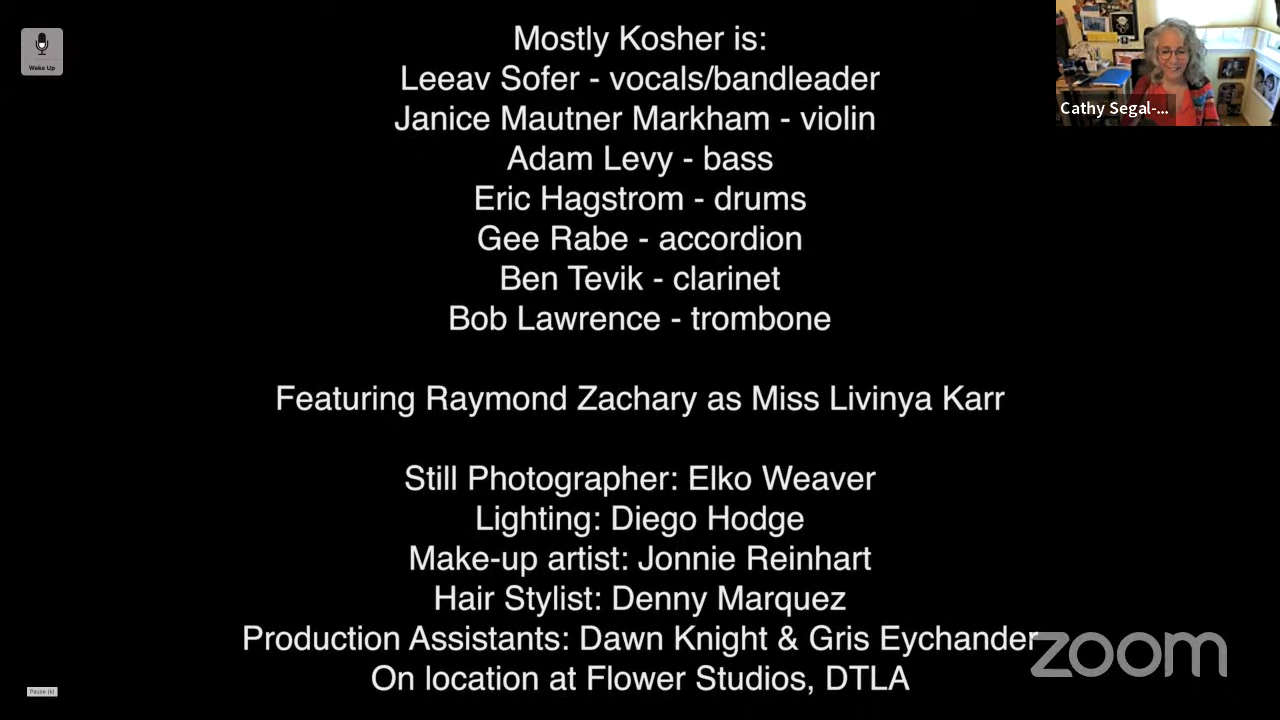 Mostly Kosher is:
Leeav Sofer - vocals/bandleader
Janice Mautner Markham - violin
Adam Levy - bass
Eric Hagstrom - drums
Gee Rabe - accordion
Ben Tevik - clarinet
Bob Lawrence - trombone
Featuring Raymond Zachary as Miss Livinya Karr
Still Photographer: Elko Weaver
Lighting: Diego Hodge
Make-up artist: Jonnie Reinhart
Hair Stylist: Denny Marquez
Production Assistants: Dawn Knight & Gris Eychander
On location at Flower Studios, DTLA
Wake Up
Cathy Segal-...
Pause (k)
zoom